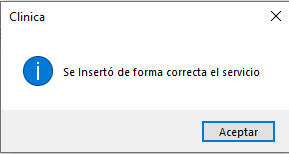 Clinica
Se Insertó de forma correcta el servicio
Aceptar